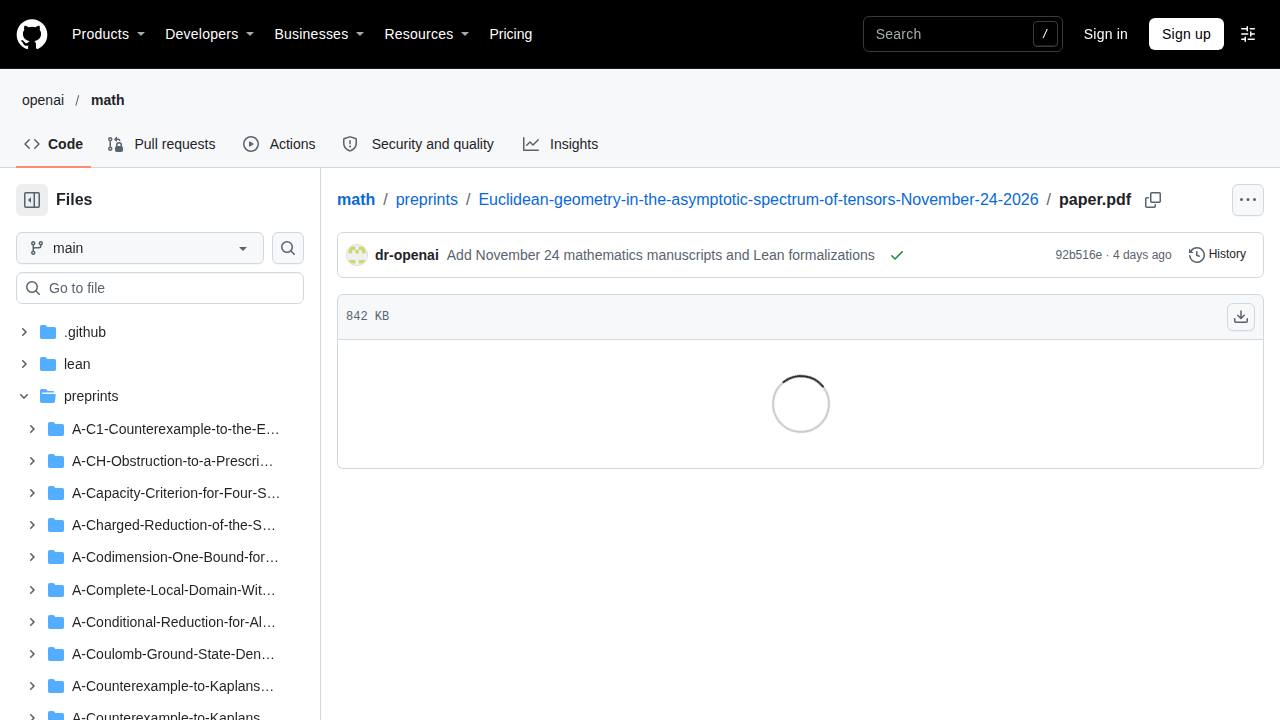 Products
Developers
Businesses
Resources
Pricing
Search
/
Sign in
Sign up
openai / math
Code
Pull requests
Actions
Security and quality
Insights
Files
main
Go to file
.github
lean
preprints
A-C1-Counterexample-to-the-E…
A-CH-Obstruction-to-a-Prescri…
A-Capacity-Criterion-for-Four-S…
A-Charged-Reduction-of-the-S…
A-Codimension-One-Bound-for…
A-Complete-Local-Domain-Wit…
A-Conditional-Reduction-for-Al…
A-Coulomb-Ground-State-Den…
A-Counterexample-to-Kaplans…
A-Counterexample-to-Kaplans
math / preprints / Euclidean-geometry-in-the-asymptotic-spectrum-of-tensors-November-24-2026 / paper.pdf
dr-openai Add November 24 mathematics manuscripts and Lean formalizations
92b516e · 4 days ago
History
842 KB